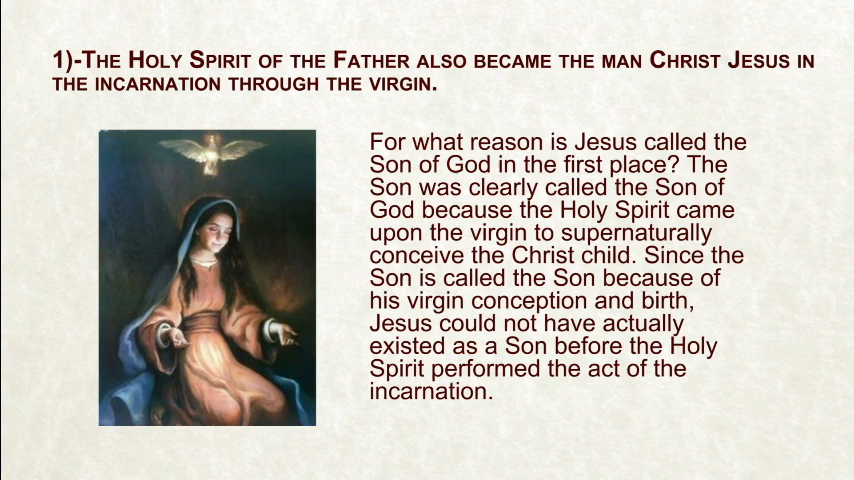 1)-The Holy Spirit of the Father also became the man Christ Jesus in
the incarnation through the virgin.
For what reason is Jesus called the
Son of God in the first place? The
Son was clearly called the Son of
God because the Holy Spirit came
upon the virgin to supernaturally
conceive the Christ child. Since the
Son is called the Son because of
his virgin conception and birth,
Jesus could not have actually
existed as a Son before the Holy
Spirit performed the act of the
incarnation.